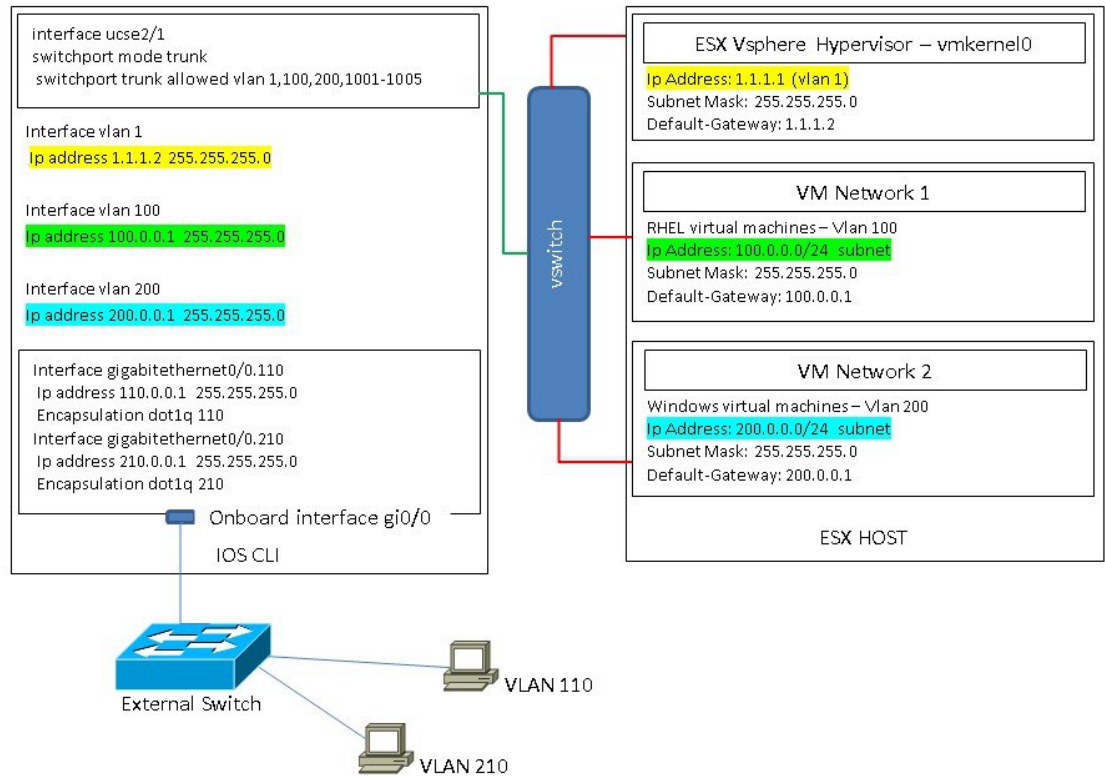 interface ucse2/1
switchport mode trunk
switchport trunk allowed vlan 1,100,200,1001-1005
Interface vlan 1
Ip address 1.1.1.2 255.255.255.0
Interface vlan 100
Ip address 100.0.0.1 255.255.255.0
Interface vlan 200
Ip address 200.0.0.1 255.255.255.0
Interface gigabitethernet0/0.110
Ip address 110.0.0.1 255.255.255.0
Encapsulation dot1q 110
Interface gigabitethernet0/0.210
Ip address 210.0.0.1 255.255.255.0
Encapsulation dot1q 210
Onboard interface gi0/0
IOS CLI
vswitch
ESX Vsphere Hypervisor – vmkernel0
Ip Address: 1.1.1.1 (vlan 1)
Subnet Mask: 255.255.255.0
Default-Gateway: 1.1.1.2
VM Network 1
RHEL virtual machines – Vlan 100
Ip Address: 100.0.0.0/24 subnet
Subnet Mask: 255.255.255.0
Default-Gateway: 100.0.0.1
VM Network 2
Windows virtual machines – Vlan 200
Ip Address: 200.0.0.0/24 subnet
Subnet Mask: 255.255.255.0
Default-Gateway: 200.0.0.1
ESX HOST
External Switch
VLAN 110
VLAN 210